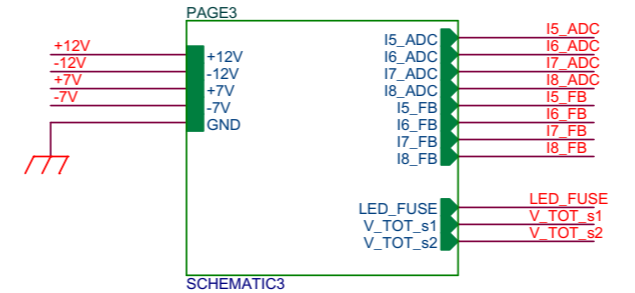 PAGE3
+12V
-12V
+7V
-7V
+12V
-12V
+7V
-7V
GND
I5_ADC
I6_ADC
I7_ADC
I8_ADC
I5_FB
I6_FB
I7_FB
I8_FB
I5_ADC
I6_ADC
I7_ADC
I8_ADC
I5_FB
I6_FB
I7_FB
I8_FB
LED_FUSE
V_TOT_s1
V_TOT_s2
LED_FUSE
V_TOT_s1
V_TOT_s2
SCHEMATIC3